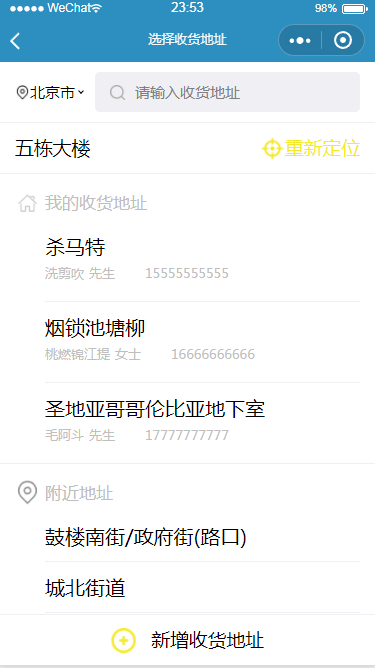 ●●●●● WeChat 23:53 98%
选择收货地址
北京市 请输入收货地址
五栋大楼 重新定位
我的收货地址
杀马特
洗剪吹 先生 15555555555
烟锁池塘柳
桃燃锦江提 女士 16666666666
圣地亚哥哥伦比亚地下室
毛阿斗 先生 17777777777
附近地址
鼓楼南街/政府街(路口)
城北街道
新增收货地址